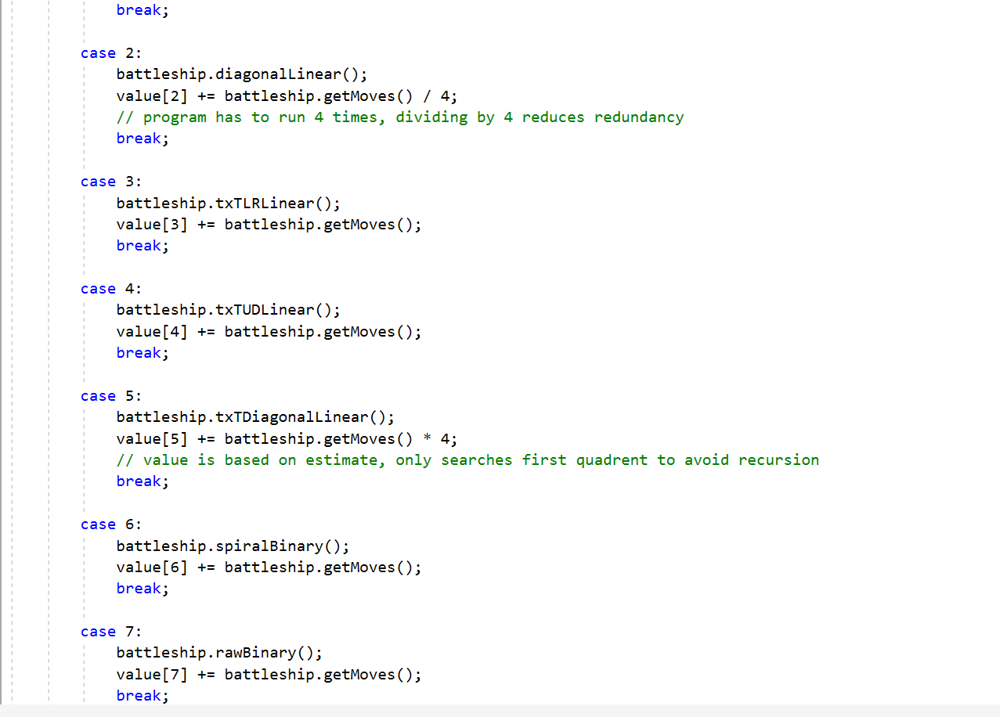 break;
case 2:
battleship.diagonalLinear();
value[2] += battleship.getMoves() / 4;
// program has to run 4 times, dividing by 4 reduces redundancy
break;
case 3:
battleship.txTLRLinear();
value[3] += battleship.getMoves();
break;
case 4:
battleship.txTUDLinear();
value[4] += battleship.getMoves();
break;
case 5:
battleship.txTDiagonalLinear();
value[5] += battleship.getMoves() * 4;
// value is based on estimate, only searches first quadrent to avoid recursion
break;
case 6:
battleship.spiralBinary();
value[6] += battleship.getMoves();
break;
case 7:
battleship.rawBinary();
value[7] += battleship.getMoves();
break;